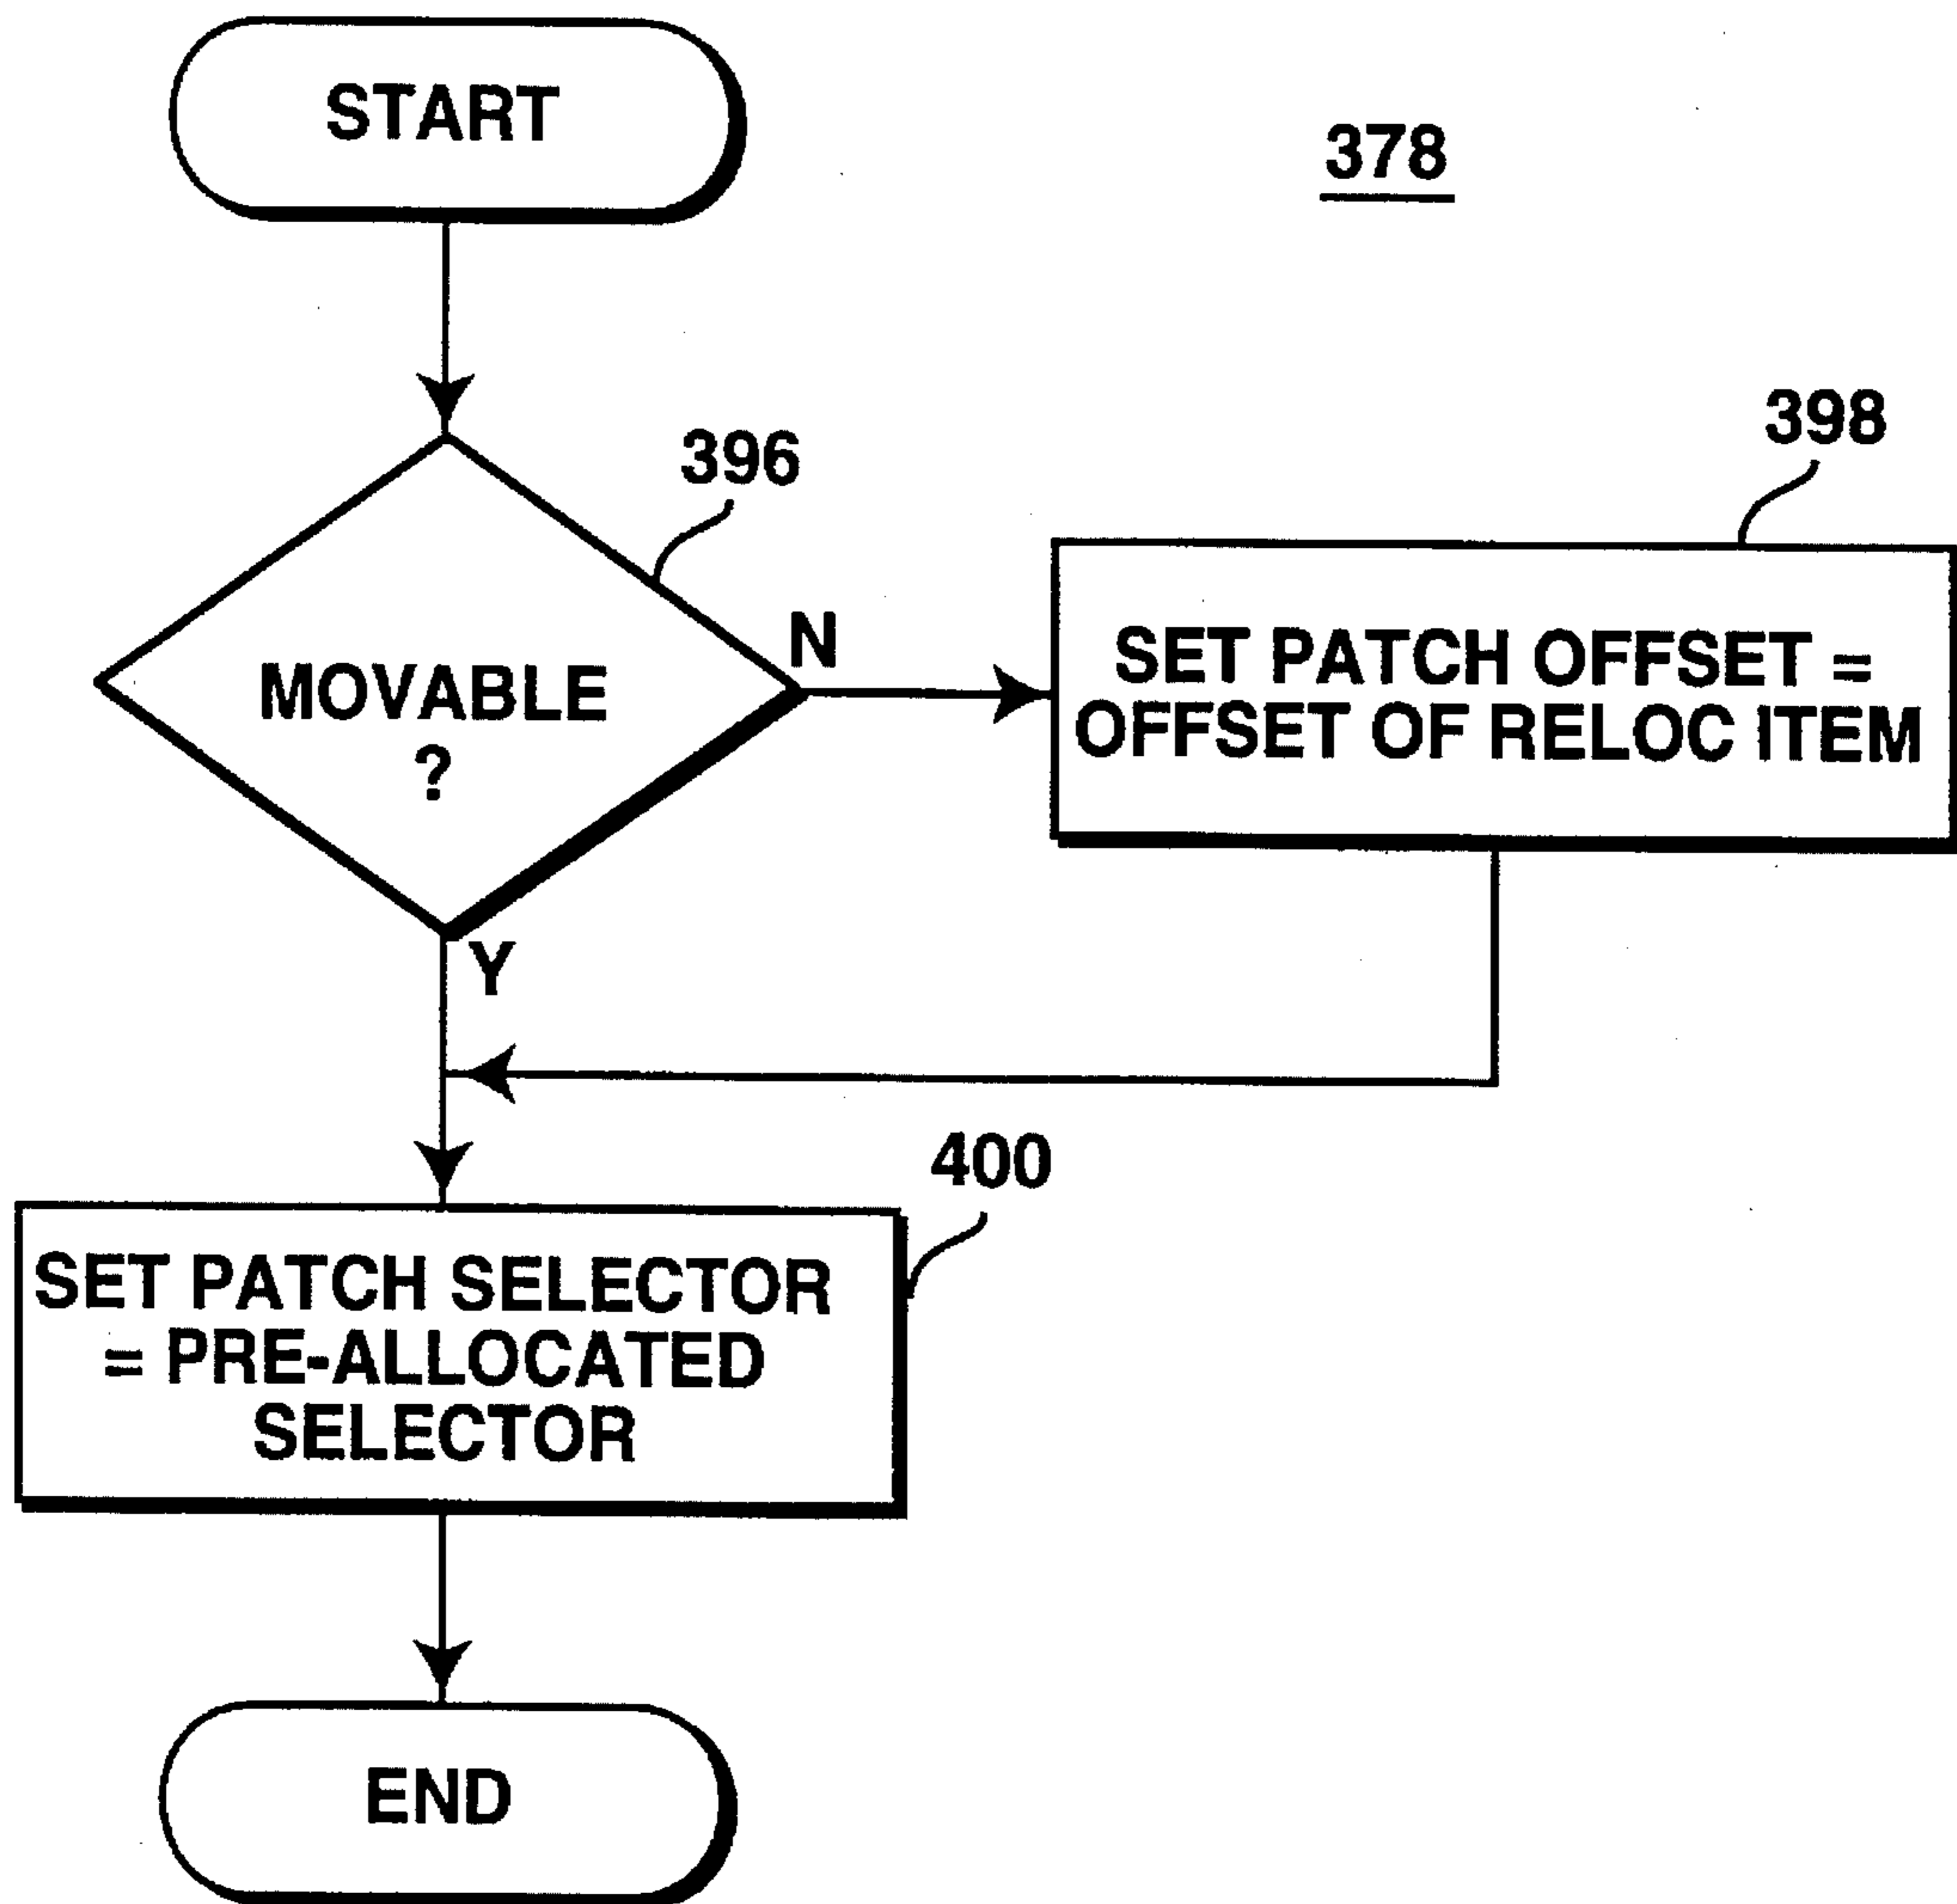 START
378
396
398
MOVABLE
?
N
SET PATCH OFFSET =
OFFSET OF RELOC ITEM
Y
400
SET PATCH SELECTOR
= PRE-ALLOCATED
SELECTOR
END